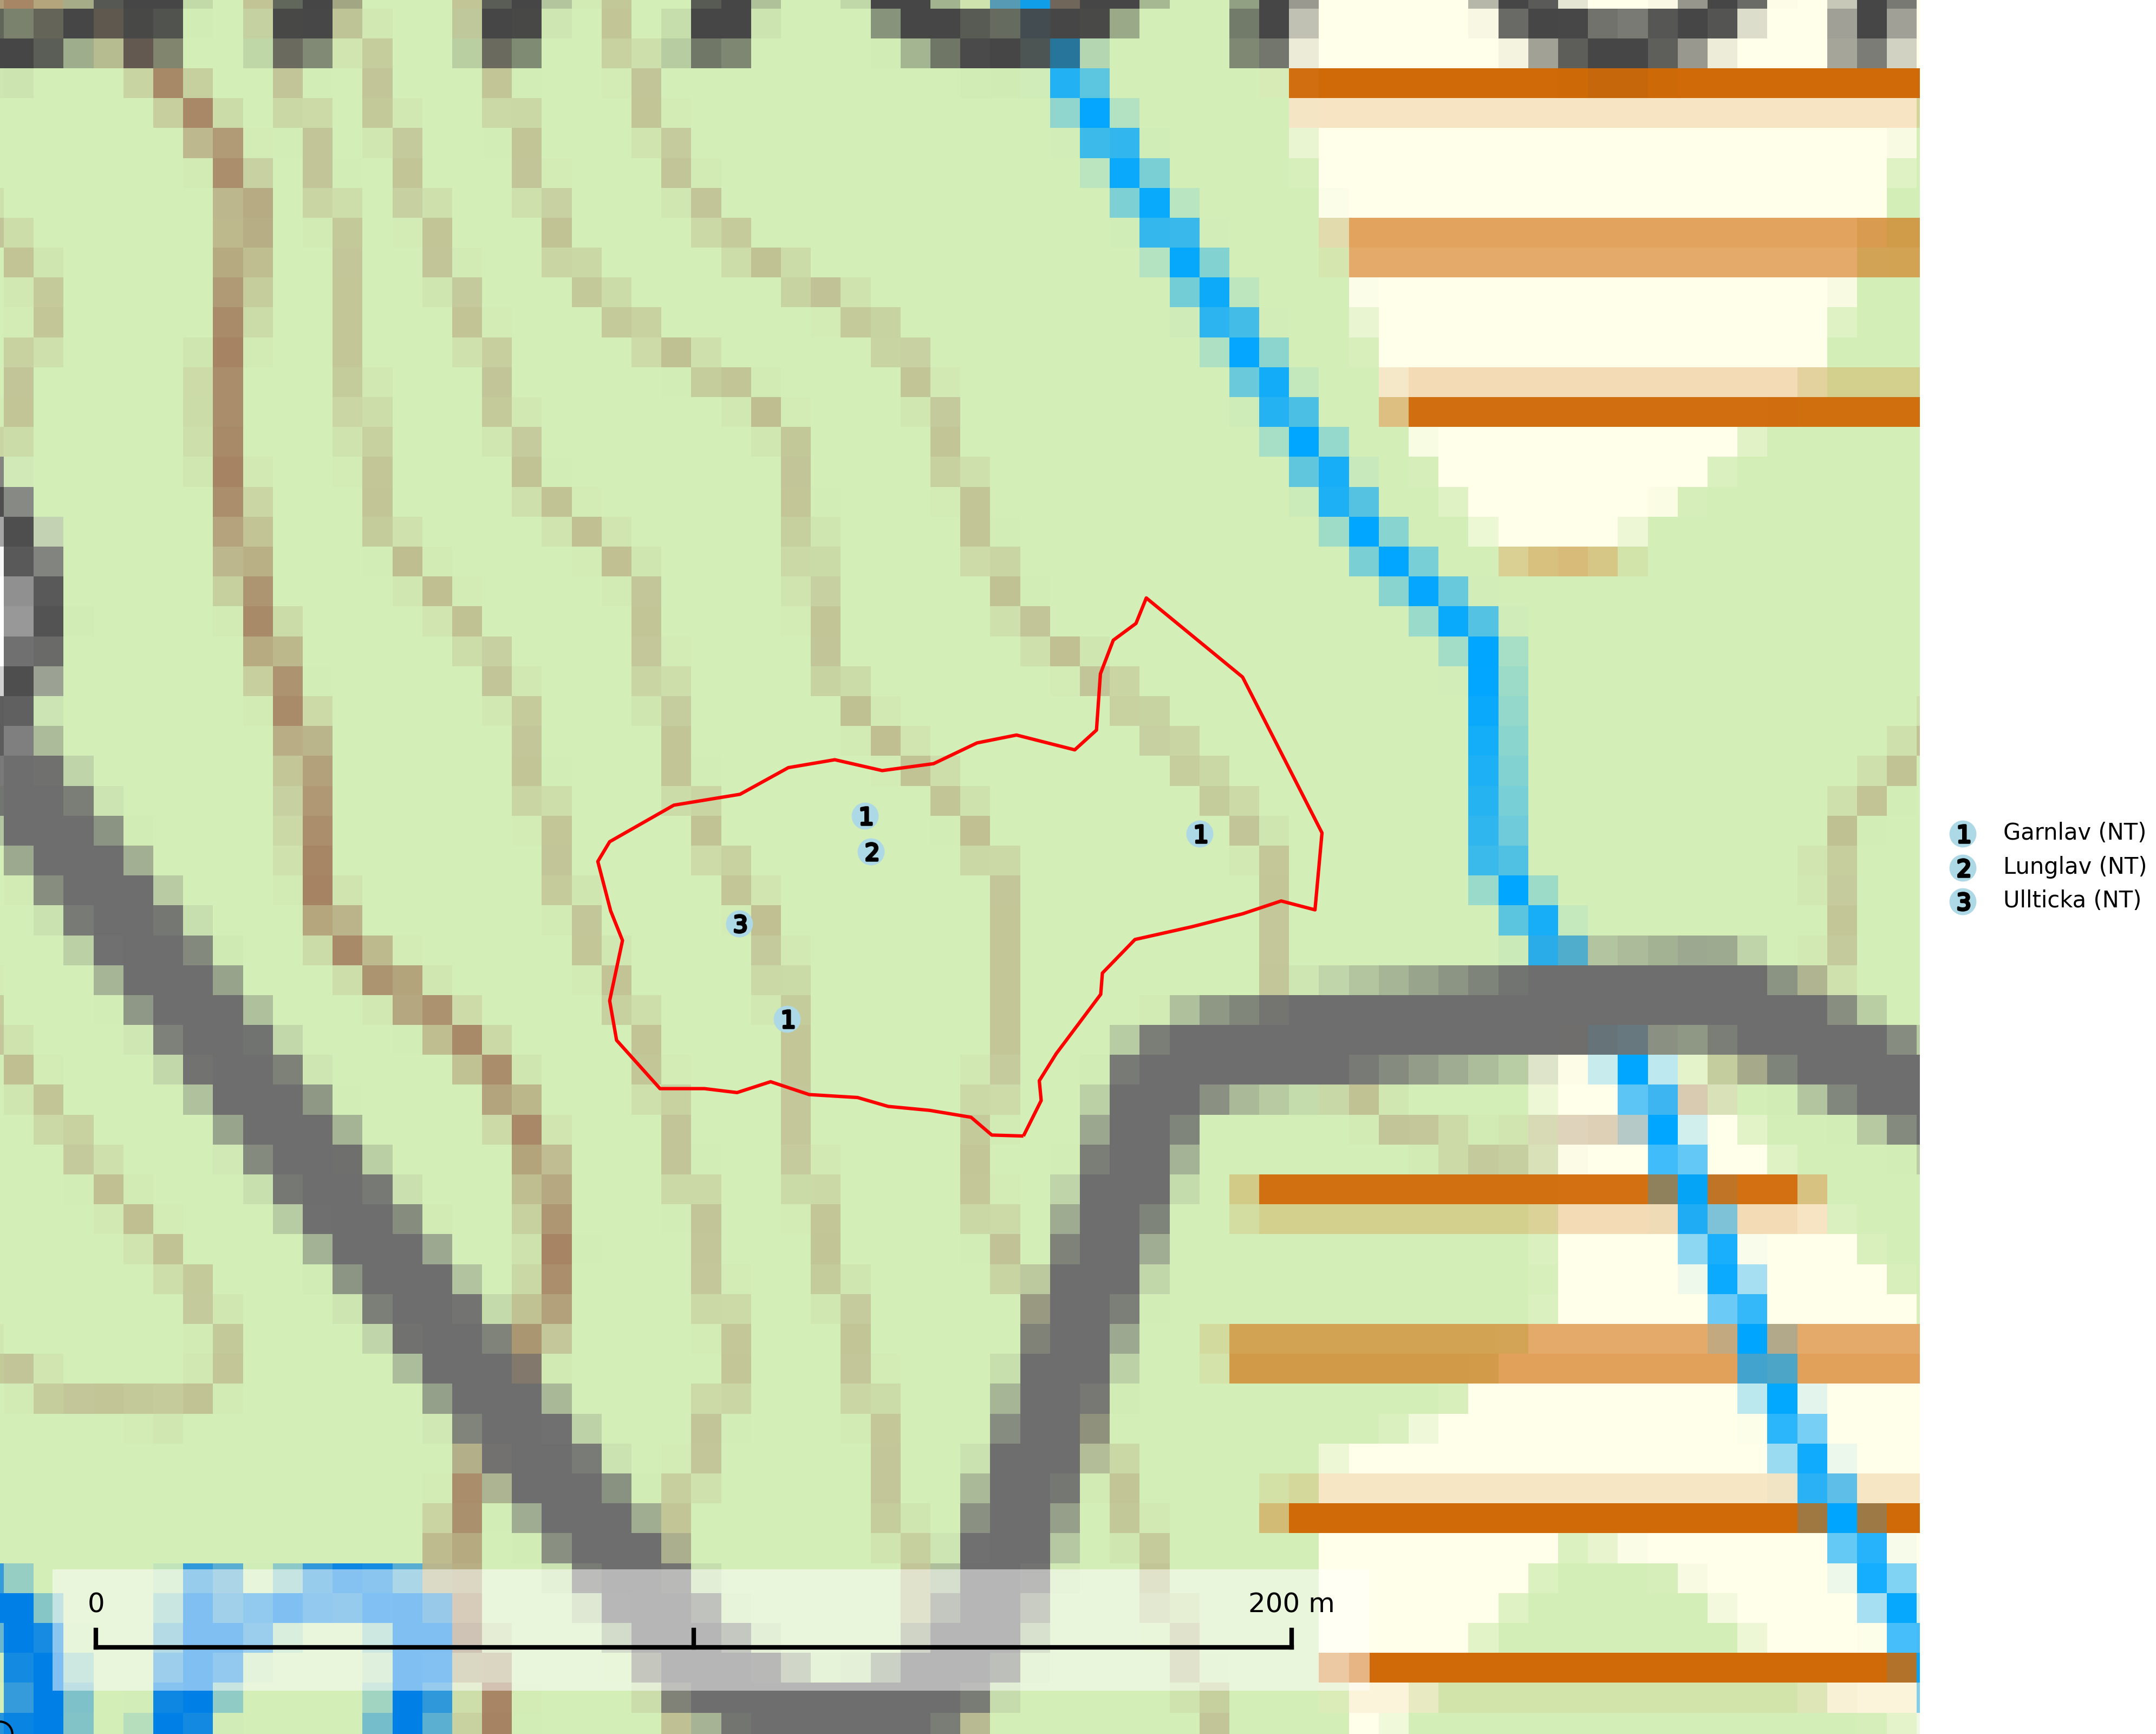 1
2
1
3
1
1 Garnlav (NT)
2 Lunglav (NT)
3 Ullticka (NT)
0 200 m